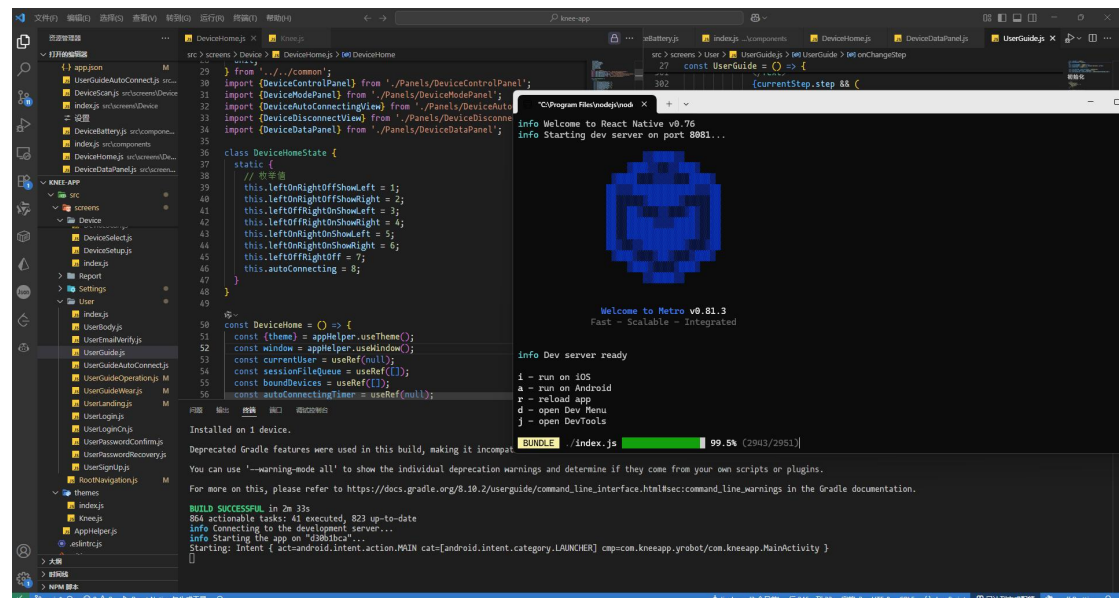 文件(F) 编辑(E) 选择(S) 查看(V) 转到(G) 运行(R) 终端(T) 帮助(H)
knee-app
资源管理器
打开的编辑器
app.json M
UserGuideAutoConnect.js src...
DeviceScan.js src\screens\Device
index.js src\screens\Device
设置
DeviceBattery.js src\compone...
index.js src\components
DeviceHome.js src\screens\De...
DeviceDataPanel.js src\screen...
KNEE-APP
src
screens
Device
DeviceSelect.js
DeviceSetup.js
index.js
Report
Settings
User
index.js
UserBody.js
UserEmailVerify.js
UserGuide.js
UserGuideAutoConnect.js
UserGuideOperation.js M
UserGuideWear.js M
UserLanding.js M
UserLogin.js
UserLoginCn.js
UserPasswordConfirm.js
UserPasswordRecovery.js
UserSignUp.js
RootNavigation.js M
themes
index.js
Knee.js
AppHelper.js
.eslintrc.js
大纲
时间线
NPM 脚本
DeviceHome.js
Knee.js
src > screens > Device > DeviceHome.js > DeviceHome
29 } from '../../common';
30 import {DeviceControlPanel} from './Panels/DeviceControlPanel';
31 import {DeviceModePanel} from './Panels/DeviceModePanel';
32 import {DeviceAutoConnectingView} from './Panels/DeviceAuto
33 import {DeviceDisconnectView} from './Panels/DeviceDisconne
34 import {DeviceDataPanel} from './Panels/DeviceDataPanel';
35
36 class DeviceHomeState {
37 static {
38 // 枚举值
39 this.leftOnRightOffShowLeft = 1;
40 this.leftOnRightOffShowRight = 2;
41 this.leftOffRightOnShowLeft = 3;
42 this.leftOffRightOnShowRight = 4;
43 this.leftOnRightOnShowLeft = 5;
44 this.leftOnRightOnShowRight = 6;
45 this.leftOffRightOff = 7;
46 this.autoConnecting = 8;
47 }
48 }
49
50 const DeviceHome = () => {
51 const {theme} = appHelper.useTheme();
52 const window = appHelper.useWindow();
53 const currentUser = useRef(null);
54 const sessionFileQueue = useRef([]);
55 const boundDevices = useRef([]);
56 const autoConnectingTimer = useRef(null);
eBattery.js
index.js ...\components
DeviceHome.js
DeviceDataPanel.js
UserGuide.js
src > screens > User > UserGuide.js > UserGuide > onChangeStep
27 const UserGuide = () => {
302 {currentStep.step && (
"C:\Program Files\nodejs\nod
info Welcome to React Native v0.76
info Starting dev server on port 8081...
Welcome to Metro v0.81.3
Fast - Scalable - Integrated
info Dev server ready
i - run on iOS
a - run on Android
r - reload app
d - open Dev Menu
j - open DevTools
BUNDLE ./index.js 99.5% (2943/2951)
问题 输出 终端 端口 调试控制台
Installed on 1 device.
Deprecated Gradle features were used in this build, making it incompat
You can use '--warning-mode all' to show the individual deprecation warnings and determine if they come from your own scripts or plugins.
For more on this, please refer to https://docs.gradle.org/8.10.2/userguide/command_line_interface.html#sec:command_line_warnings in the Gradle documentation.
BUILD SUCCESSFUL in 2m 33s
864 actionable tasks: 41 executed, 823 up-to-date
info Connecting to the development server...
info Starting the app on "d30b1bca"...
Starting: Intent { act=android.intent.action.MAIN cat=[android.intent.category.LAUNCHER] cmp=com.kneeapp.yrobot/com.kneeapp.MainActivity }